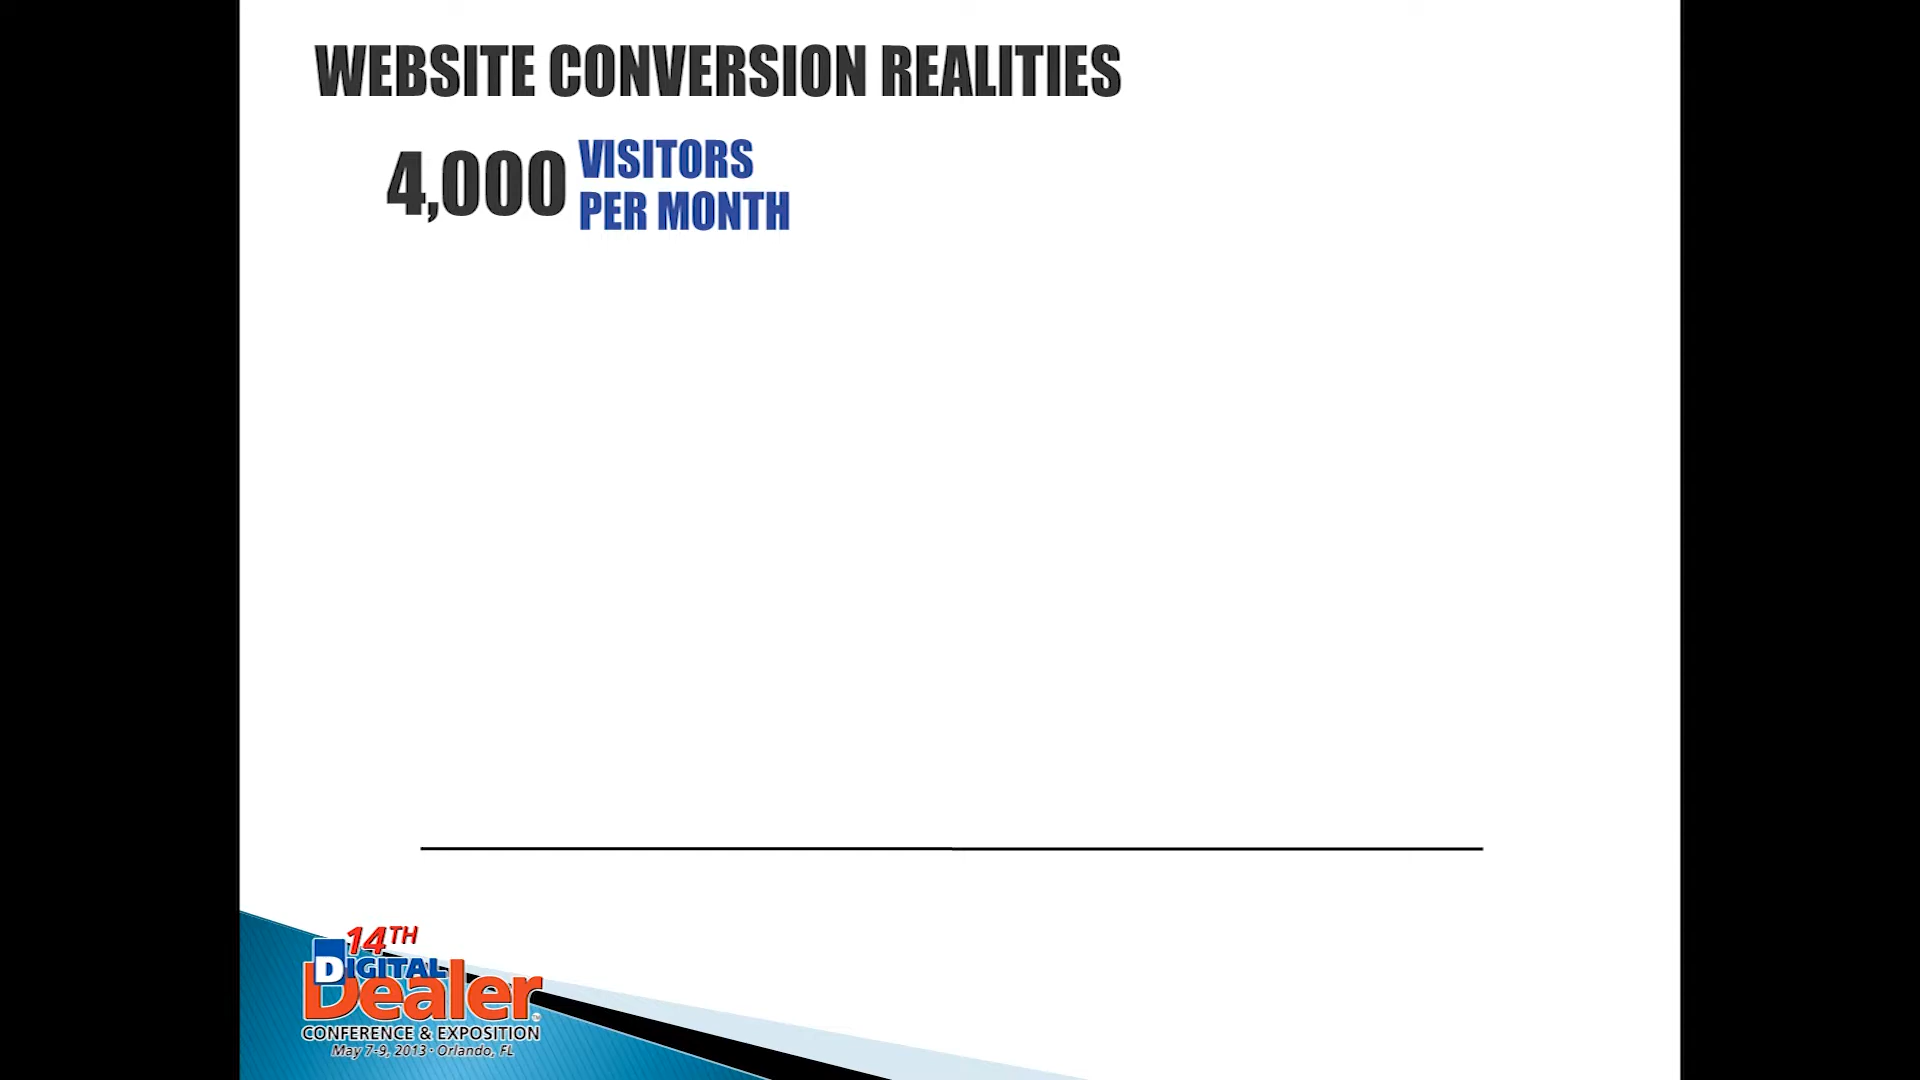 WEBSITE CONVERSION REALITIES
4,000 VISITORS
PER MONTH
14TH
DIGITAL
Dealer
CONFERENCE & EXPOSITION
May 7-9, 2013 · Orlando, FL